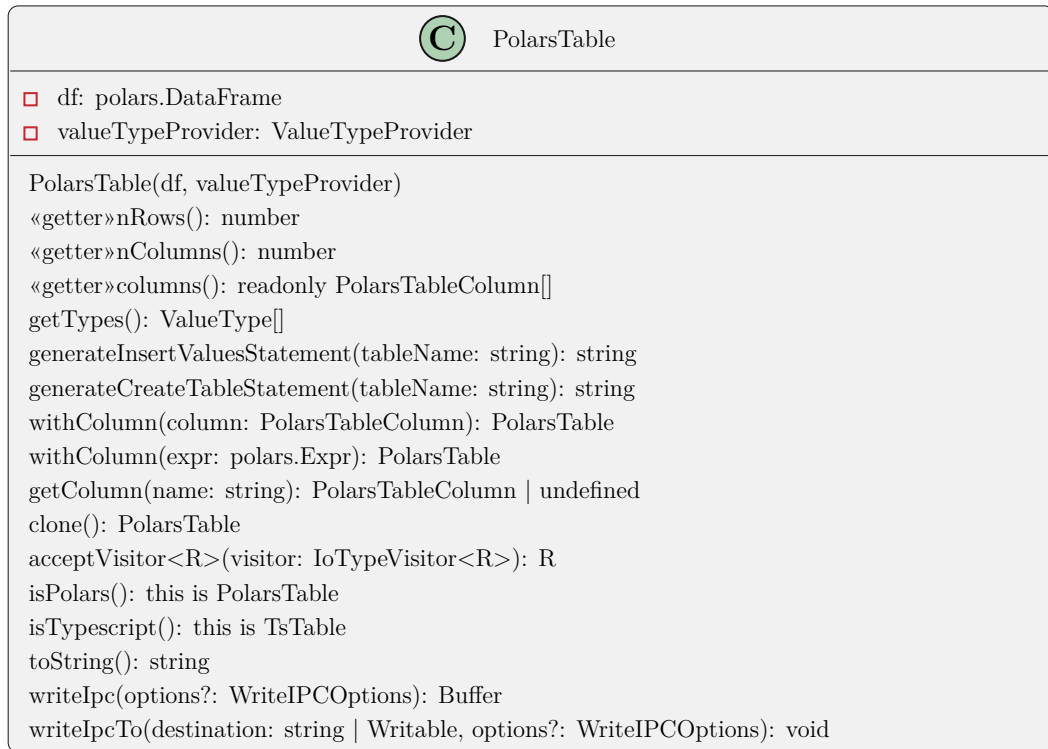 C PolarsTable
df: polars.DataFrame
valueTypeProvider: ValueTypeProvider
PolarsTable(df, valueTypeProvider)
«getter»nRows(): number
«getter»nColumns(): number
«getter»columns(): readonly PolarsTableColumn[]
getTypes(): ValueType[]
generateInsertValuesStatement(tableName: string): string
generateCreateTableStatement(tableName: string): string
withColumn(column: PolarsTableColumn): PolarsTable
withColumn(expr: polars.Expr): PolarsTable
getColumn(name: string): PolarsTableColumn | undefined
clone(): PolarsTable
acceptVisitor<R>(visitor: IoTypeVisitor<R>): R
isPolars(): this is PolarsTable
isTypescript(): this is TsTable
toString(): string
writeIpc(options?: WriteIPCOptions): Buffer
writeIpcTo(destination: string | Writable, options?: WriteIPCOptions): void